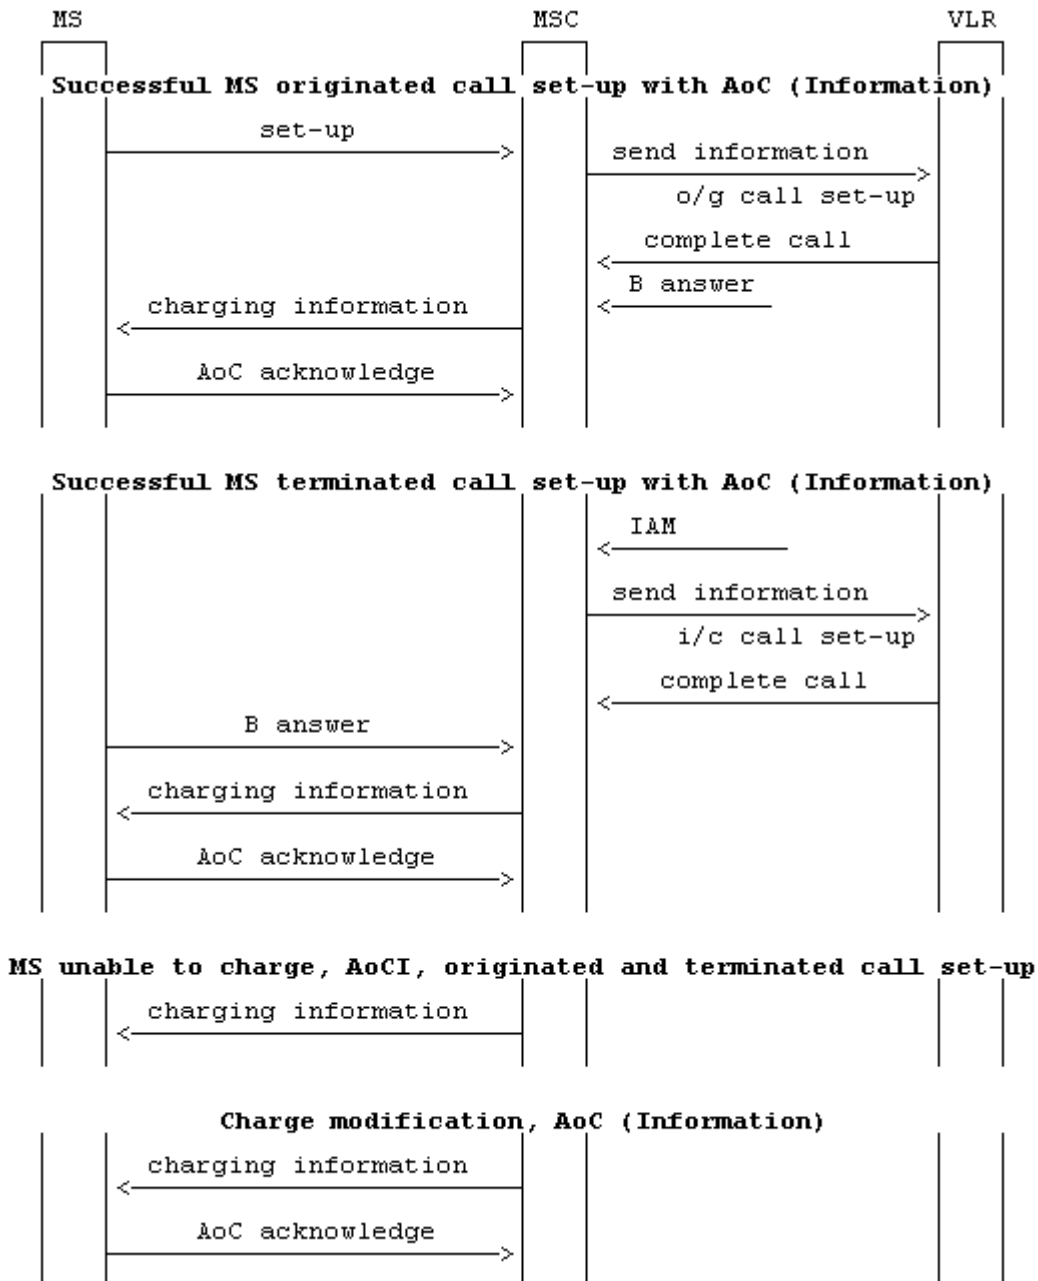 MS MSC VLR
Successful MS originated call set-up with AoC (Information)
set-up
send information
o/g call set-up
complete call
B answer
charging information
AoC acknowledge
Successful MS terminated call set-up with AoC (Information)
IAM
send information
i/c call set-up
complete call
B answer
charging information
AoC acknowledge
MS unable to charge, AoCI, originated and terminated call set-up
charging information
Charge modification, AoC (Information)
charging information
AoC acknowledge